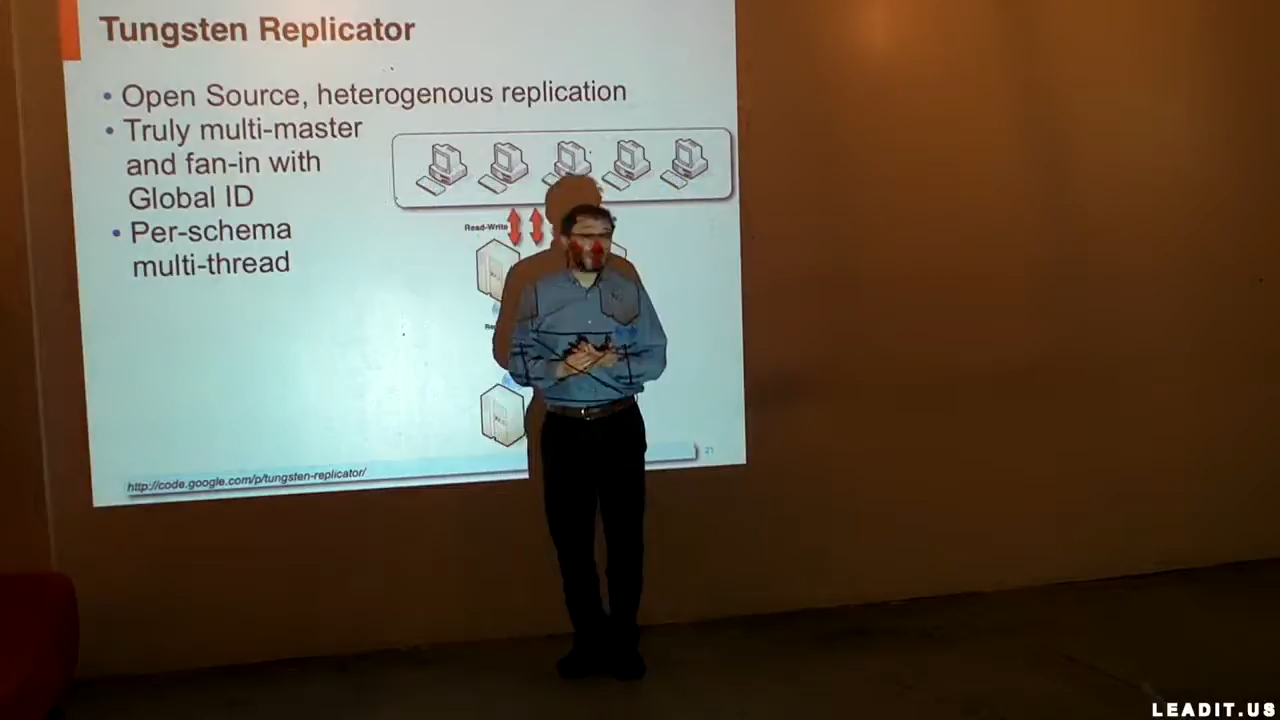 Tungsten Replicator
• Open Source, heterogenous replication
• Truly multi-master
and fan-in with
Global ID
• Per-schema
multi-thread
Read-Write
http://code.google.com/p/tungsten-replicator/
21
LEADIT.US